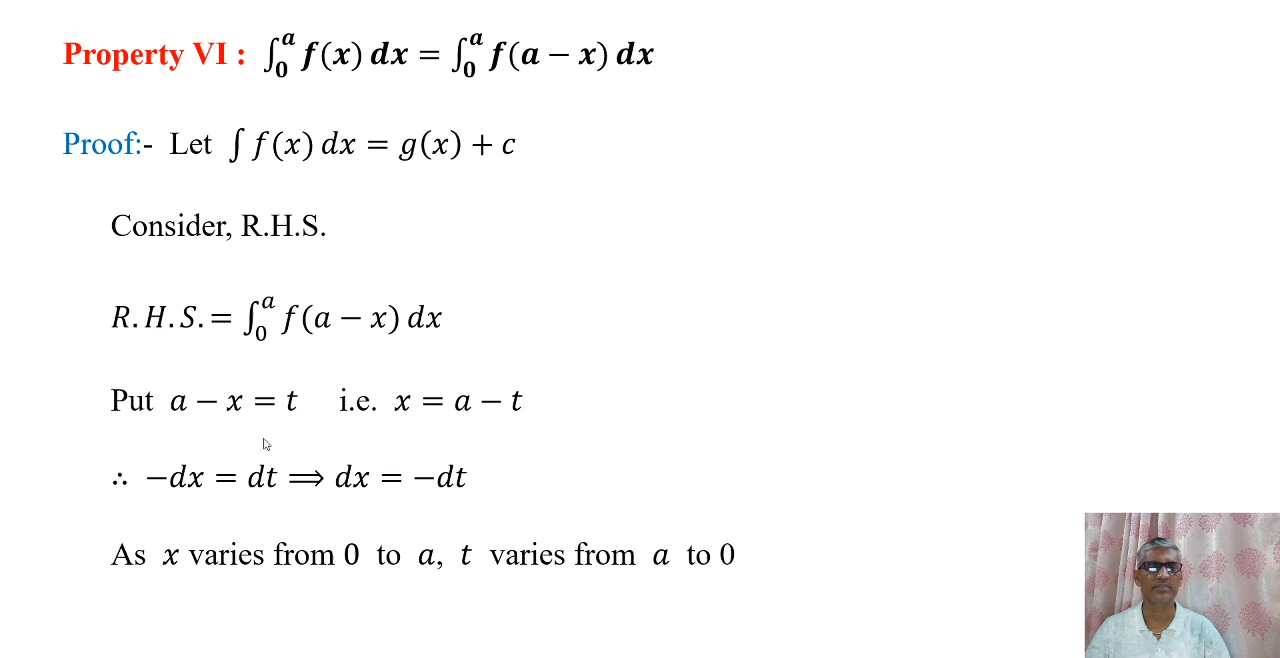 Property VI : ∫₀ᵃ f(x) dx = ∫₀ᵃ f(a − x) dx
Proof:- Let ∫ f(x) dx = g(x) + c
Consider, R.H.S.
R.H.S. = ∫₀ᵃ f(a − x) dx
Put a − x = t i.e. x = a − t
∴ −dx = dt ⟹ dx = −dt
As x varies from 0 to a, t varies from a to 0